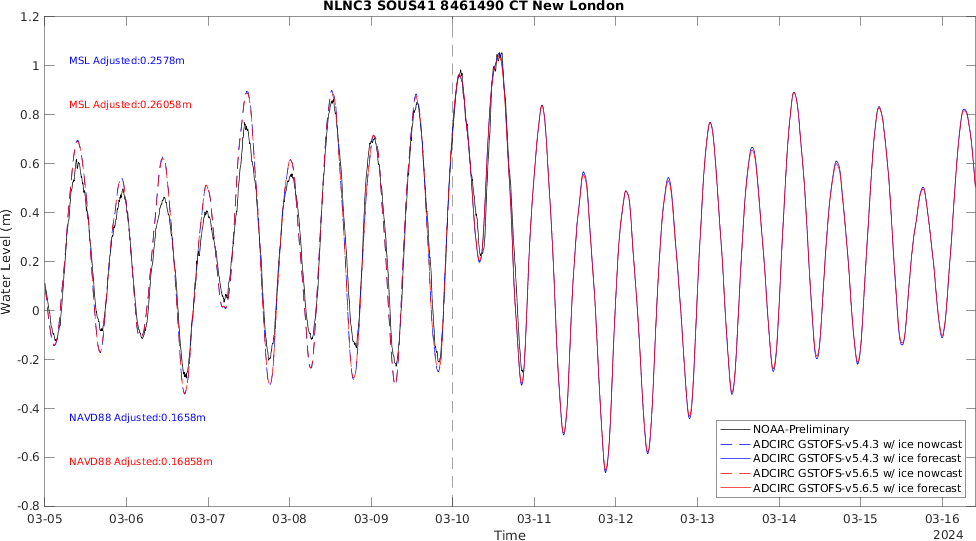 NLNC3 SOUS41 8461490 CT New London
1.2
1
0.8
0.6
0.4
0.2
0
-0.2
-0.4
-0.6
-0.8
Water Level (m)
MSL Adjusted:0.2578m
MSL Adjusted:0.26058m
NAVD88 Adjusted:0.1658m
NAVD88 Adjusted:0.16858m
NOAA-Preliminary
ADCIRC GSTOFS-v5.4.3 w/ ice nowcast
ADCIRC GSTOFS-v5.4.3 w/ ice forecast
ADCIRC GSTOFS-v5.6.5 w/ ice nowcast
ADCIRC GSTOFS-v5.6.5 w/ ice forecast
03-05 03-06 03-07 03-08 03-09 03-10 03-11 03-12 03-13 03-14 03-15 03-16
Time
2024